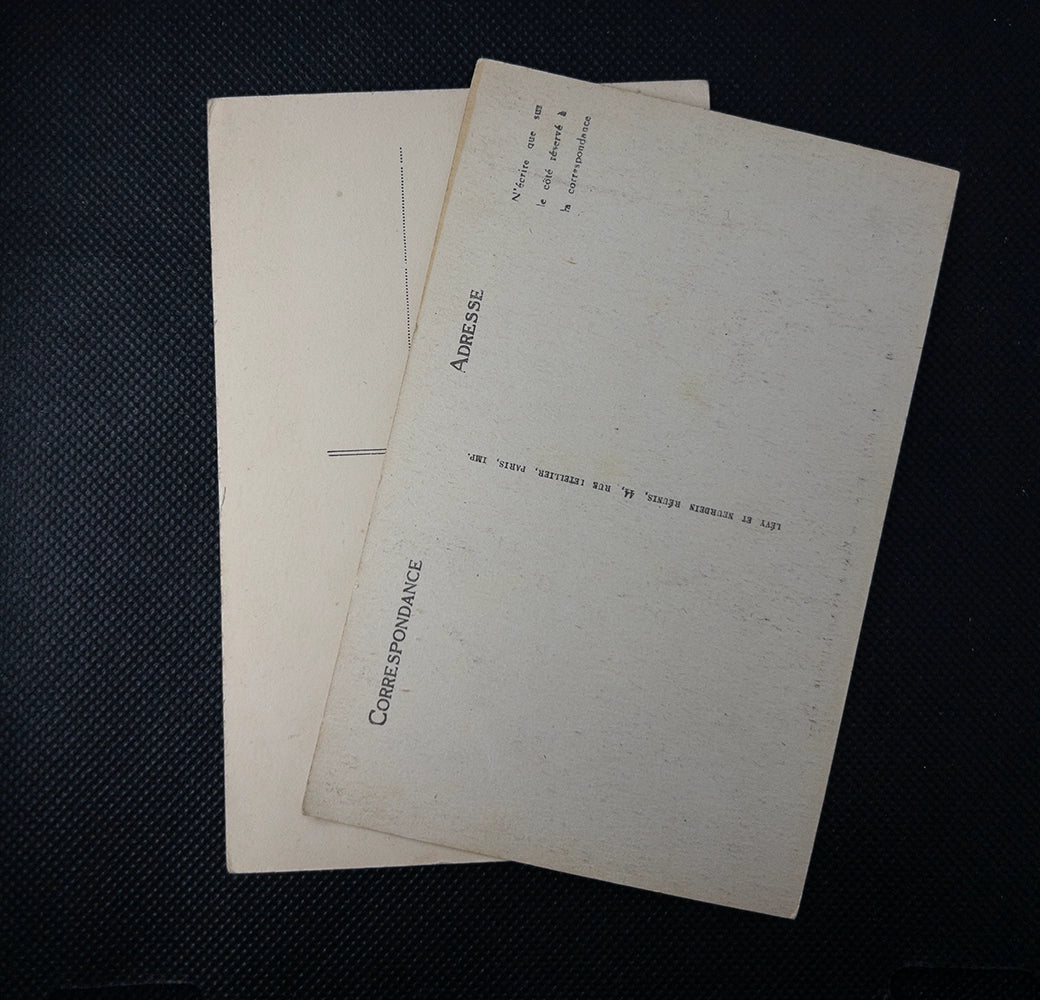 CORRESPONDANCE
ADRESSE
N'écrire que sur
le côté réservé à
la correspondance
LÉVY ET NEURDEIN RÉUNIS, 44, RUE LETELLIER, PARIS, IMP.